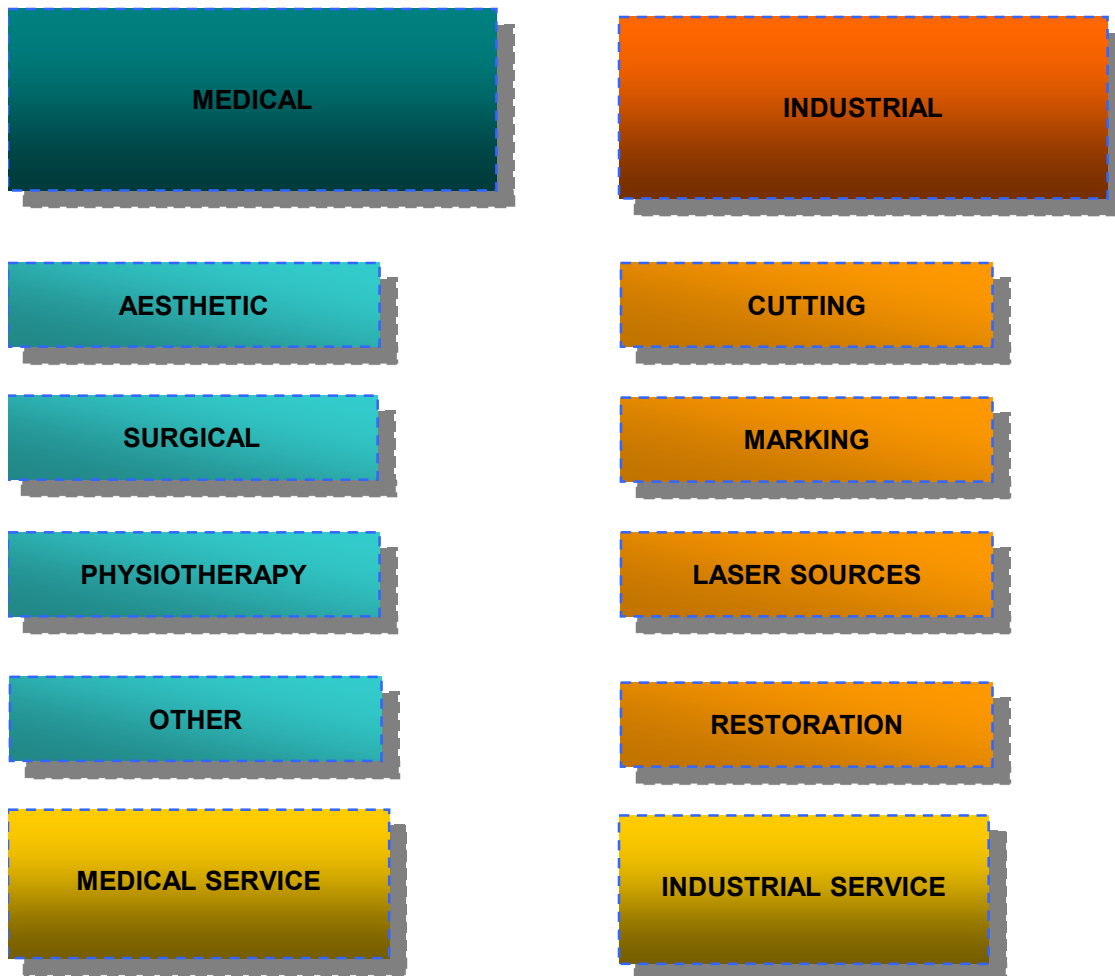 MEDICAL
INDUSTRIAL
AESTHETIC
CUTTING
SURGICAL
MARKING
PHYSIOTHERAPY
LASER SOURCES
OTHER
RESTORATION
MEDICAL SERVICE
INDUSTRIAL SERVICE